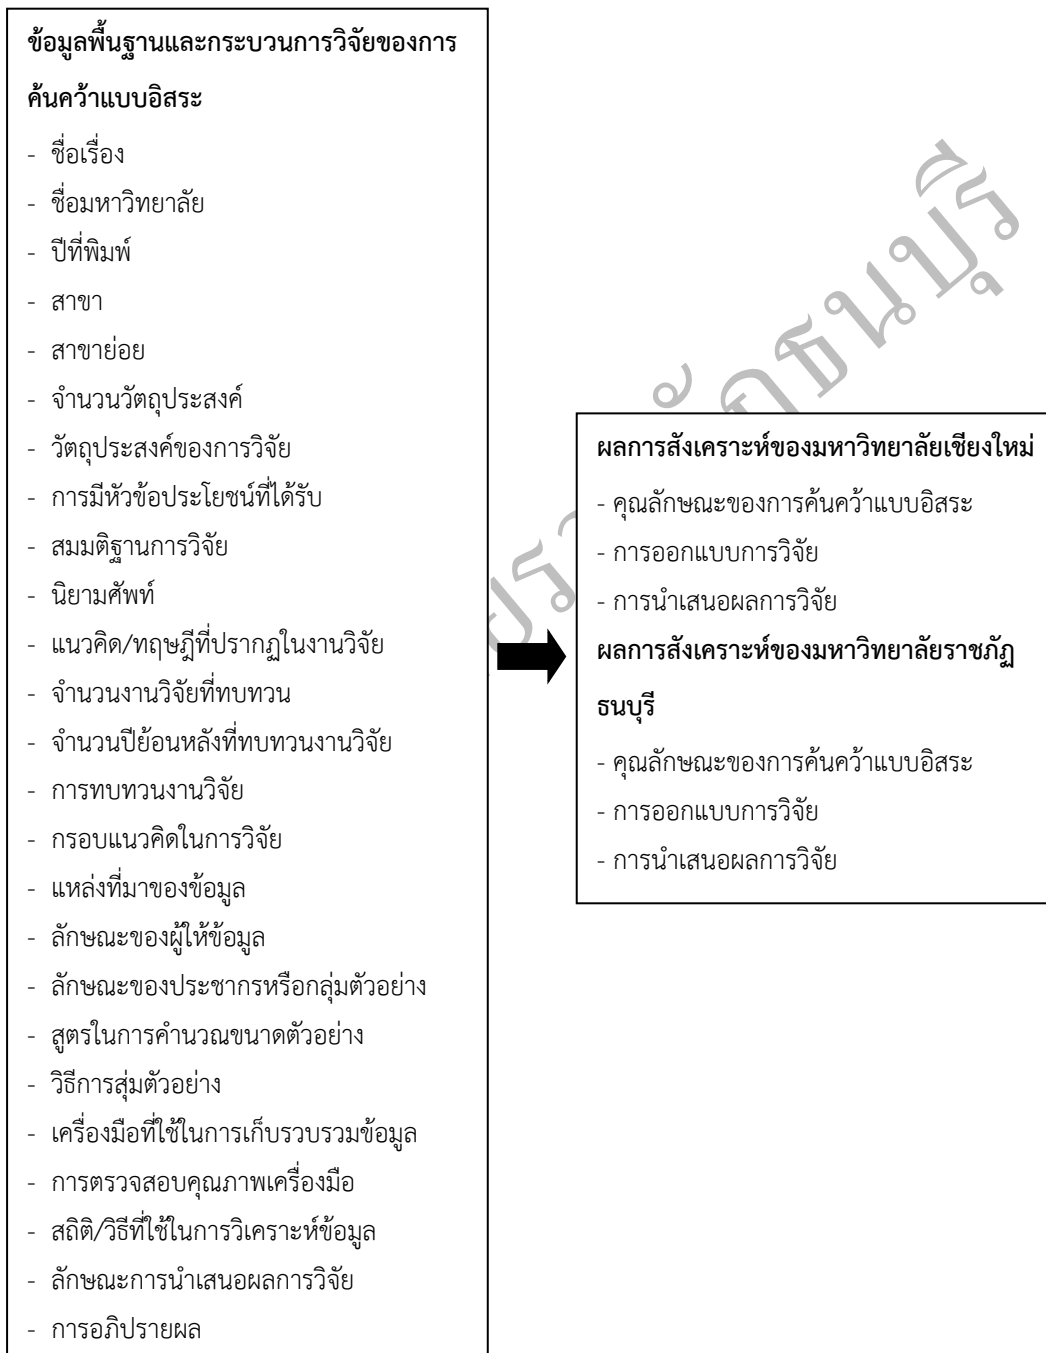 ข้อมูลพื้นฐานและกระบวนการวิจัยของการ
ค้นคว้าแบบอิสระ
- ชื่อเรื่อง
- ชื่อมหาวิทยาลัย
- ปีที่พิมพ์
- สาขา
- สาขาย่อย
- จำนวนวัตถุประสงค์
- วัตถุประสงค์ของการวิจัย
- การมีหัวข้อประโยชน์ที่ได้รับ
- สมมติฐานการวิจัย
- นิยามศัพท์
- แนวคิด/ทฤษฎีที่ปรากฏในงานวิจัย
- จำนวนงานวิจัยที่ทบทวน
- จำนวนปีย้อนหลังที่ทบทวนงานวิจัย
- การทบทวนงานวิจัย
- กรอบแนวคิดในการวิจัย
- แหล่งที่มาของข้อมูล
- ลักษณะของผู้ให้ข้อมูล
- ลักษณะของประชากรหรือกลุ่มตัวอย่าง
- สูตรในการคำนวณขนาดตัวอย่าง
- วิธีการสุ่มตัวอย่าง
- เครื่องมือที่ใช้ในการเก็บรวบรวมข้อมูล
- การตรวจสอบคุณภาพเครื่องมือ
- สถิติ/วิธีที่ใช้ในการวิเคราะห์ข้อมูล
- ลักษณะการนำเสนอผลการวิจัย
- การอภิปรายผล
ผลการสังเคราะห์ของมหาวิทยาลัยเชียงใหม่
- คุณลักษณะของการค้นคว้าแบบอิสระ
- การออกแบบการวิจัย
- การนำเสนอผลการวิจัย
ผลการสังเคราะห์ของมหาวิทยาลัยราชภัฏ
ธนบุรี
- คุณลักษณะของการค้นคว้าแบบอิสระ
- การออกแบบการวิจัย
- การนำเสนอผลการวิจัย